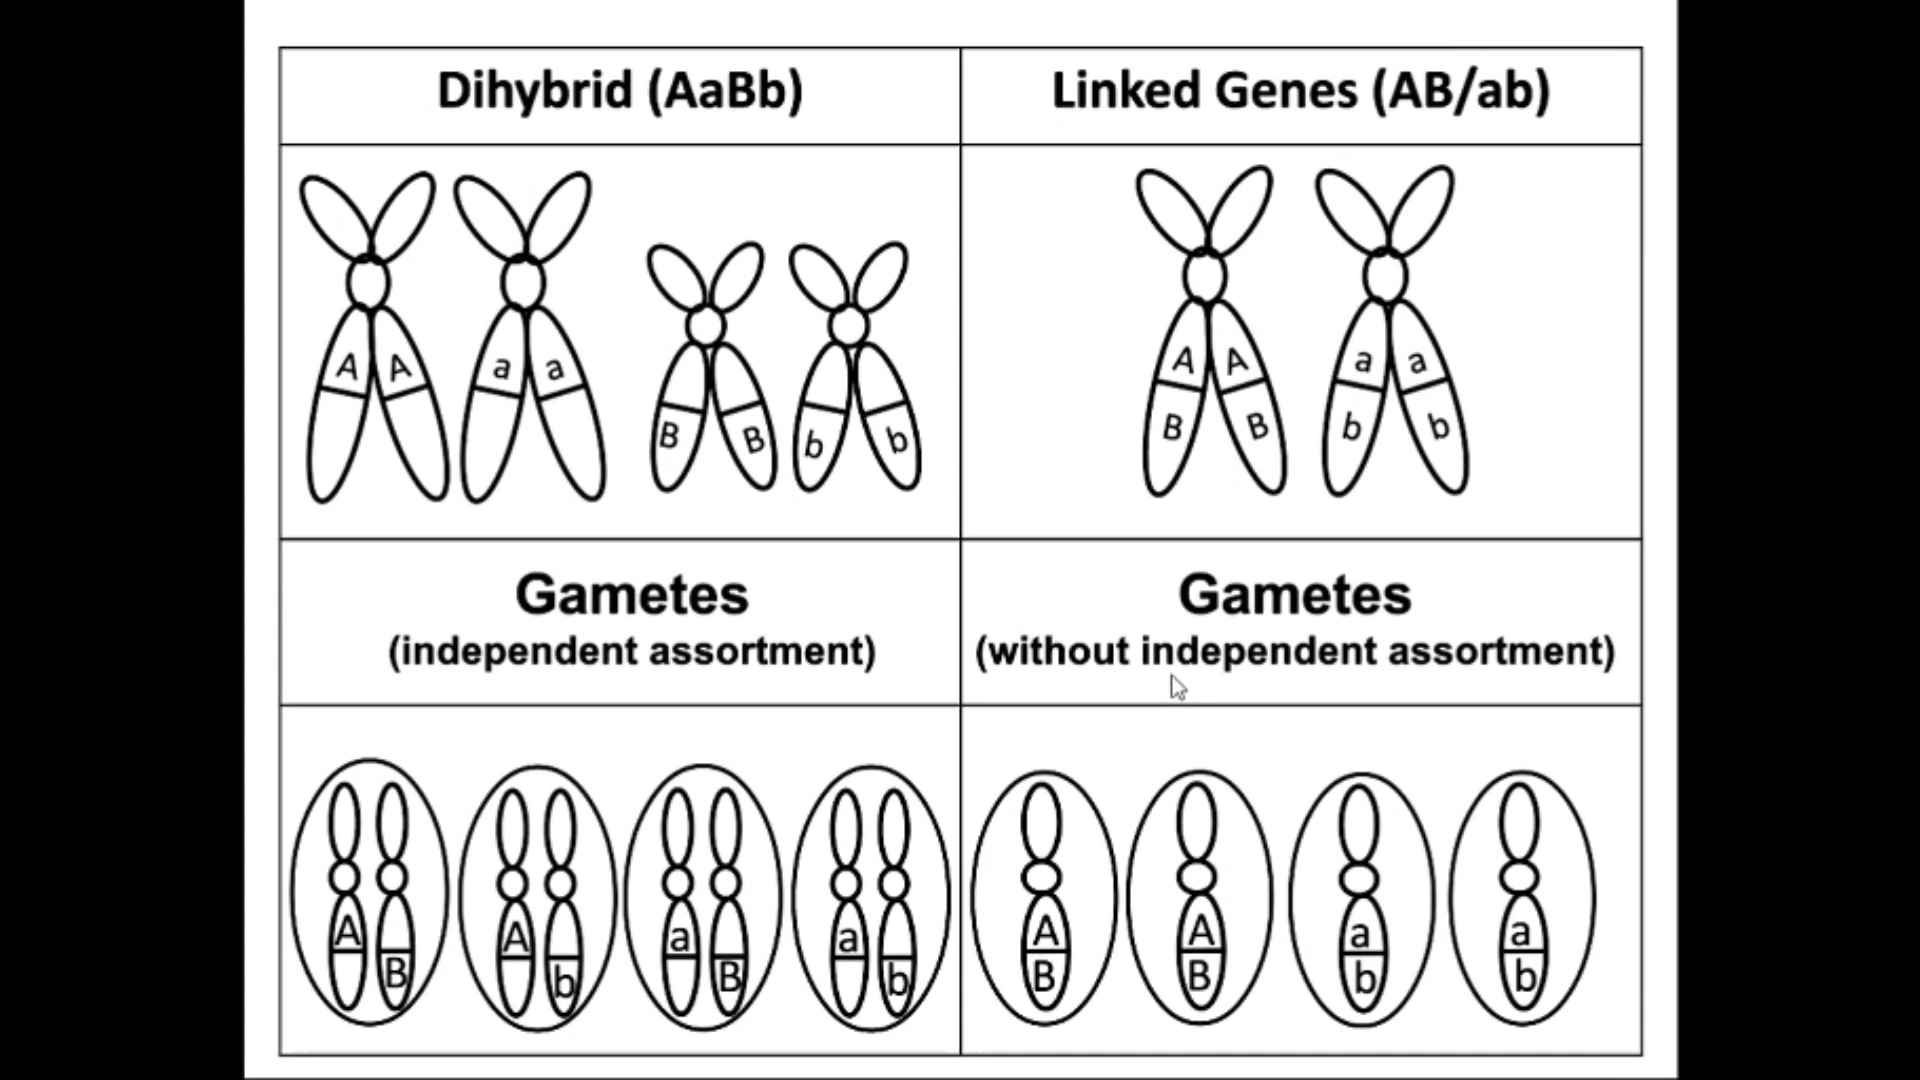 Dihybrid (AaBb)
Linked Genes (AB/ab)
A A a a B B b b
A A a a
B B b b
Gametes
(independent assortment)
Gametes
(without independent assortment)
A B A b a B a b
A A a a
B B b b